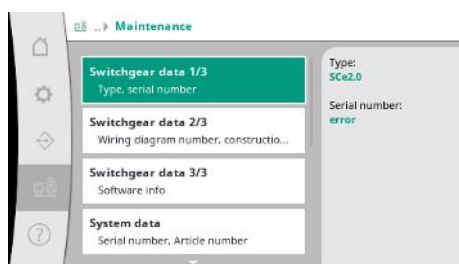 ..▸ Maintenance
Switchgear data 1/3
Type, serial number
Switchgear data 2/3
Wiring diagram number, constructio...
Switchgear data 3/3
Software info
System data
Serial number, Article number
Type:
SCe2.0
Serial number:
error
?